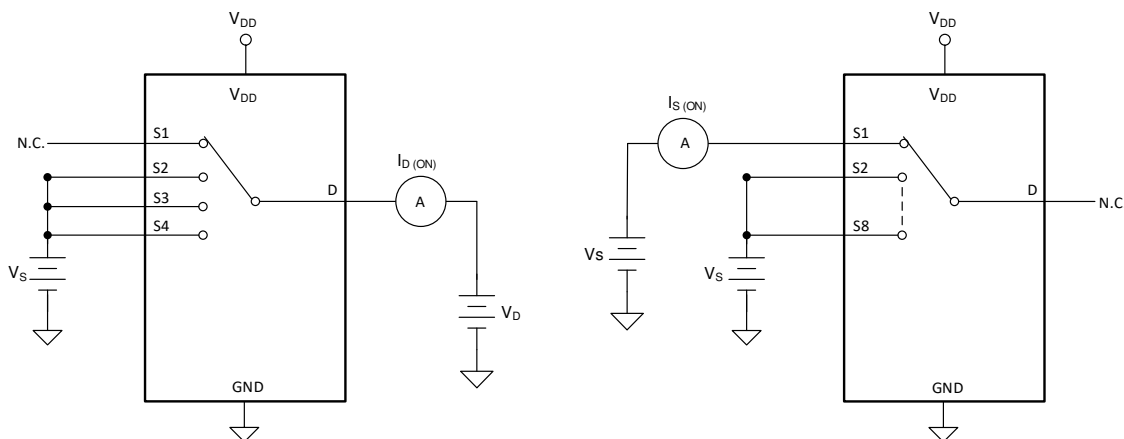 VDD
VDD
N.C.
S1
S2
S3
S4
D
ID (ON)
A
VS
VD
GND
VDD
VDD
IS (ON)
A
S1
S2
S8
D
N.C
Vs
VS
GND